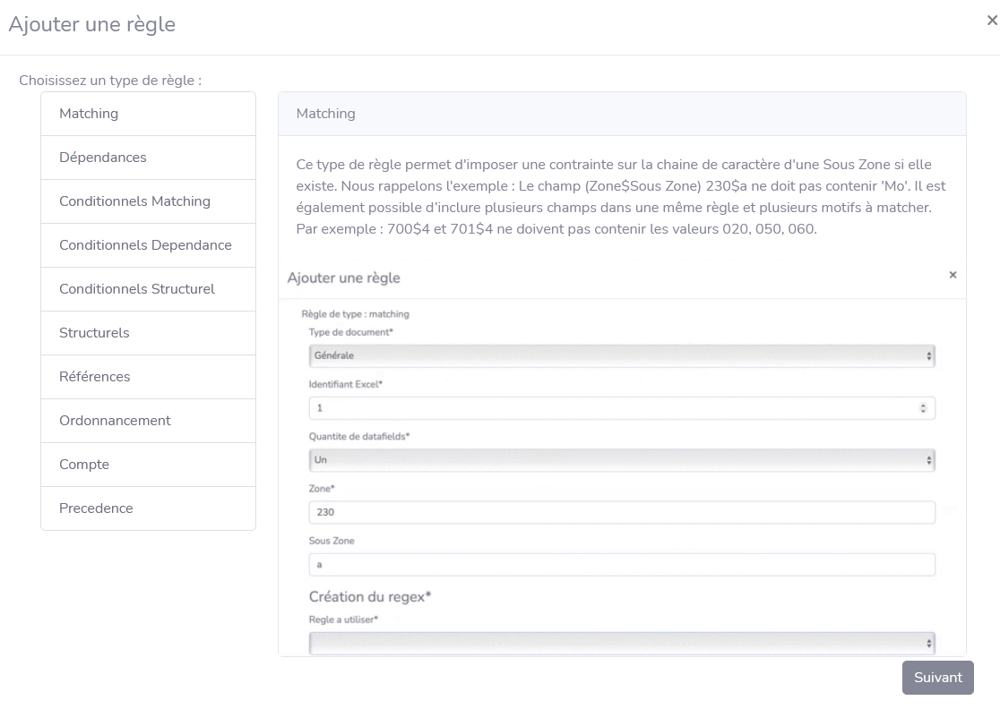 Ajouter une règle
×
Choisissez un type de règle :
Matching
Dépendances
Conditionnels Matching
Conditionnels Dependance
Conditionnels Structurel
Structurels
Références
Ordonnancement
Compte
Precedence
Matching
Ce type de règle permet d'imposer une contrainte sur la chaine de caractère d'une Sous Zone si elle
existe. Nous rappelons l'exemple : Le champ (Zone$Sous Zone) 230$a ne doit pas contenir 'Mo'. Il est
également possible d’inclure plusieurs champs dans une même règle et plusieurs motifs à matcher.
Par exemple : 700$4 et 701$4 ne doivent pas contenir les valeurs 020, 050, 060.
Ajouter une règle
×
Règle de type : matching
Type de document*
Générale
Identifiant Excel*
1
Quantite de datafields*
Un
Zone*
230
Sous Zone
a
Création du regex*
Regle a utiliser*
Suivant